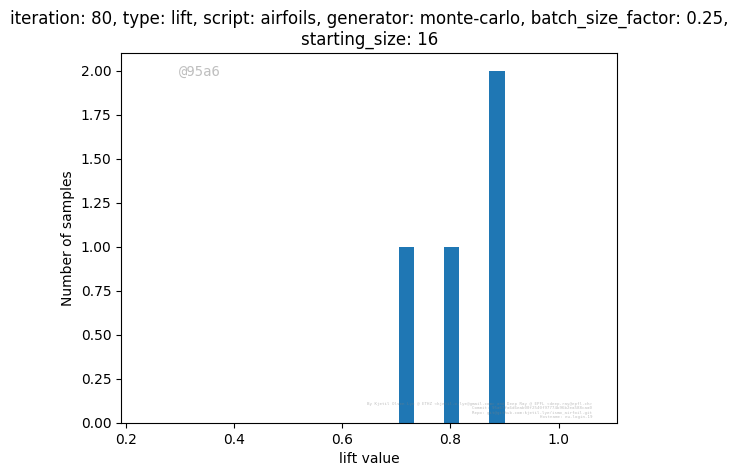 iteration: 80, type: lift, script: airfoils, generator: monte-carlo, batch_size_factor: 0.25,
starting_size: 16
@95a6
2.00
1.75
1.50
1.25
1.00
0.75
0.50
0.25
0.00
Number of samples
0.2 0.4 0.6 0.8 1.0
lift value